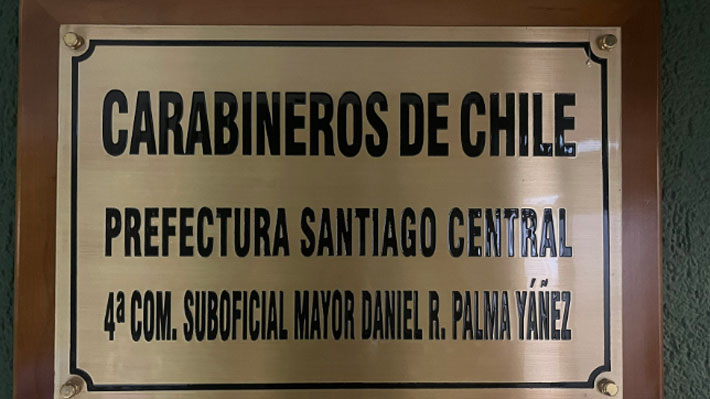 CARABINEROS DE CHILE
PREFECTURA SANTIAGO CENTRAL
4ª COM. SUBOFICIAL MAYOR DANIEL R. PALMA YÁÑEZ